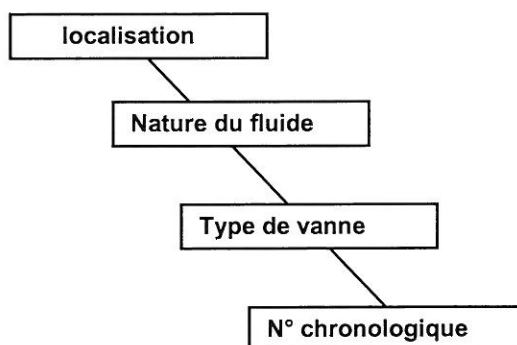 localisation
Nature du fluide
Type de vanne
N° chronologique